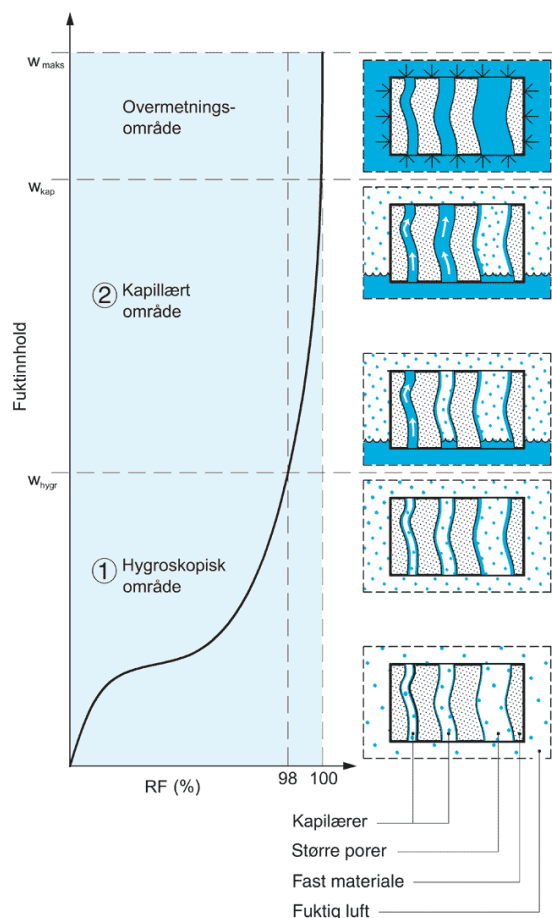 w maks
Overmetnings-
område
w kap
② Kapillært
område
Fuktinnhold
w hygr
① Hygroskopisk
område
RF (%)
98
100
Kapilærer
Større porer
Fast materiale
Fuktig luft